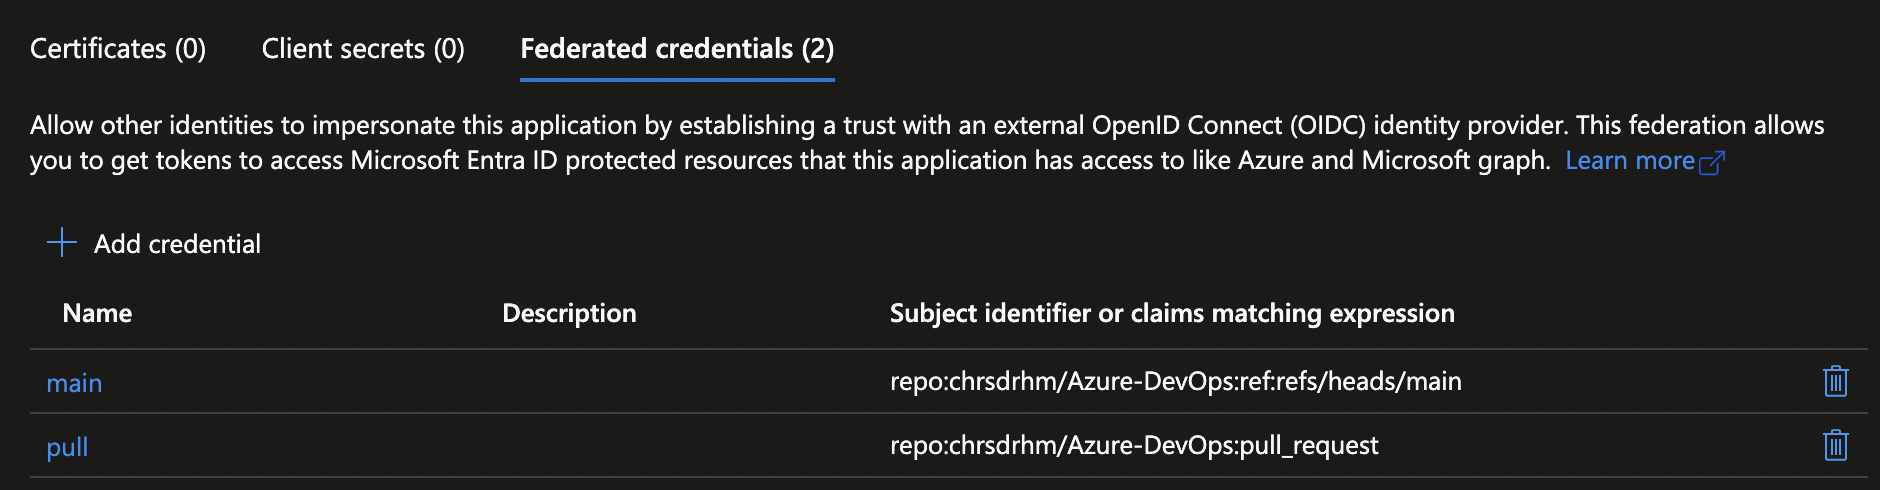 Certificates (0) Client secrets (0) Federated credentials (2)
Allow other identities to impersonate this application by establishing a trust with an external OpenID Connect (OIDC) identity provider. This federation allows
you to get tokens to access Microsoft Entra ID protected resources that this application has access to like Azure and Microsoft graph. Learn more
Add credential
Name Description Subject identifier or claims matching expression
main repo:chrsdrhm/Azure-DevOps:ref:refs/heads/main
pull repo:chrsdrhm/Azure-DevOps:pull_request